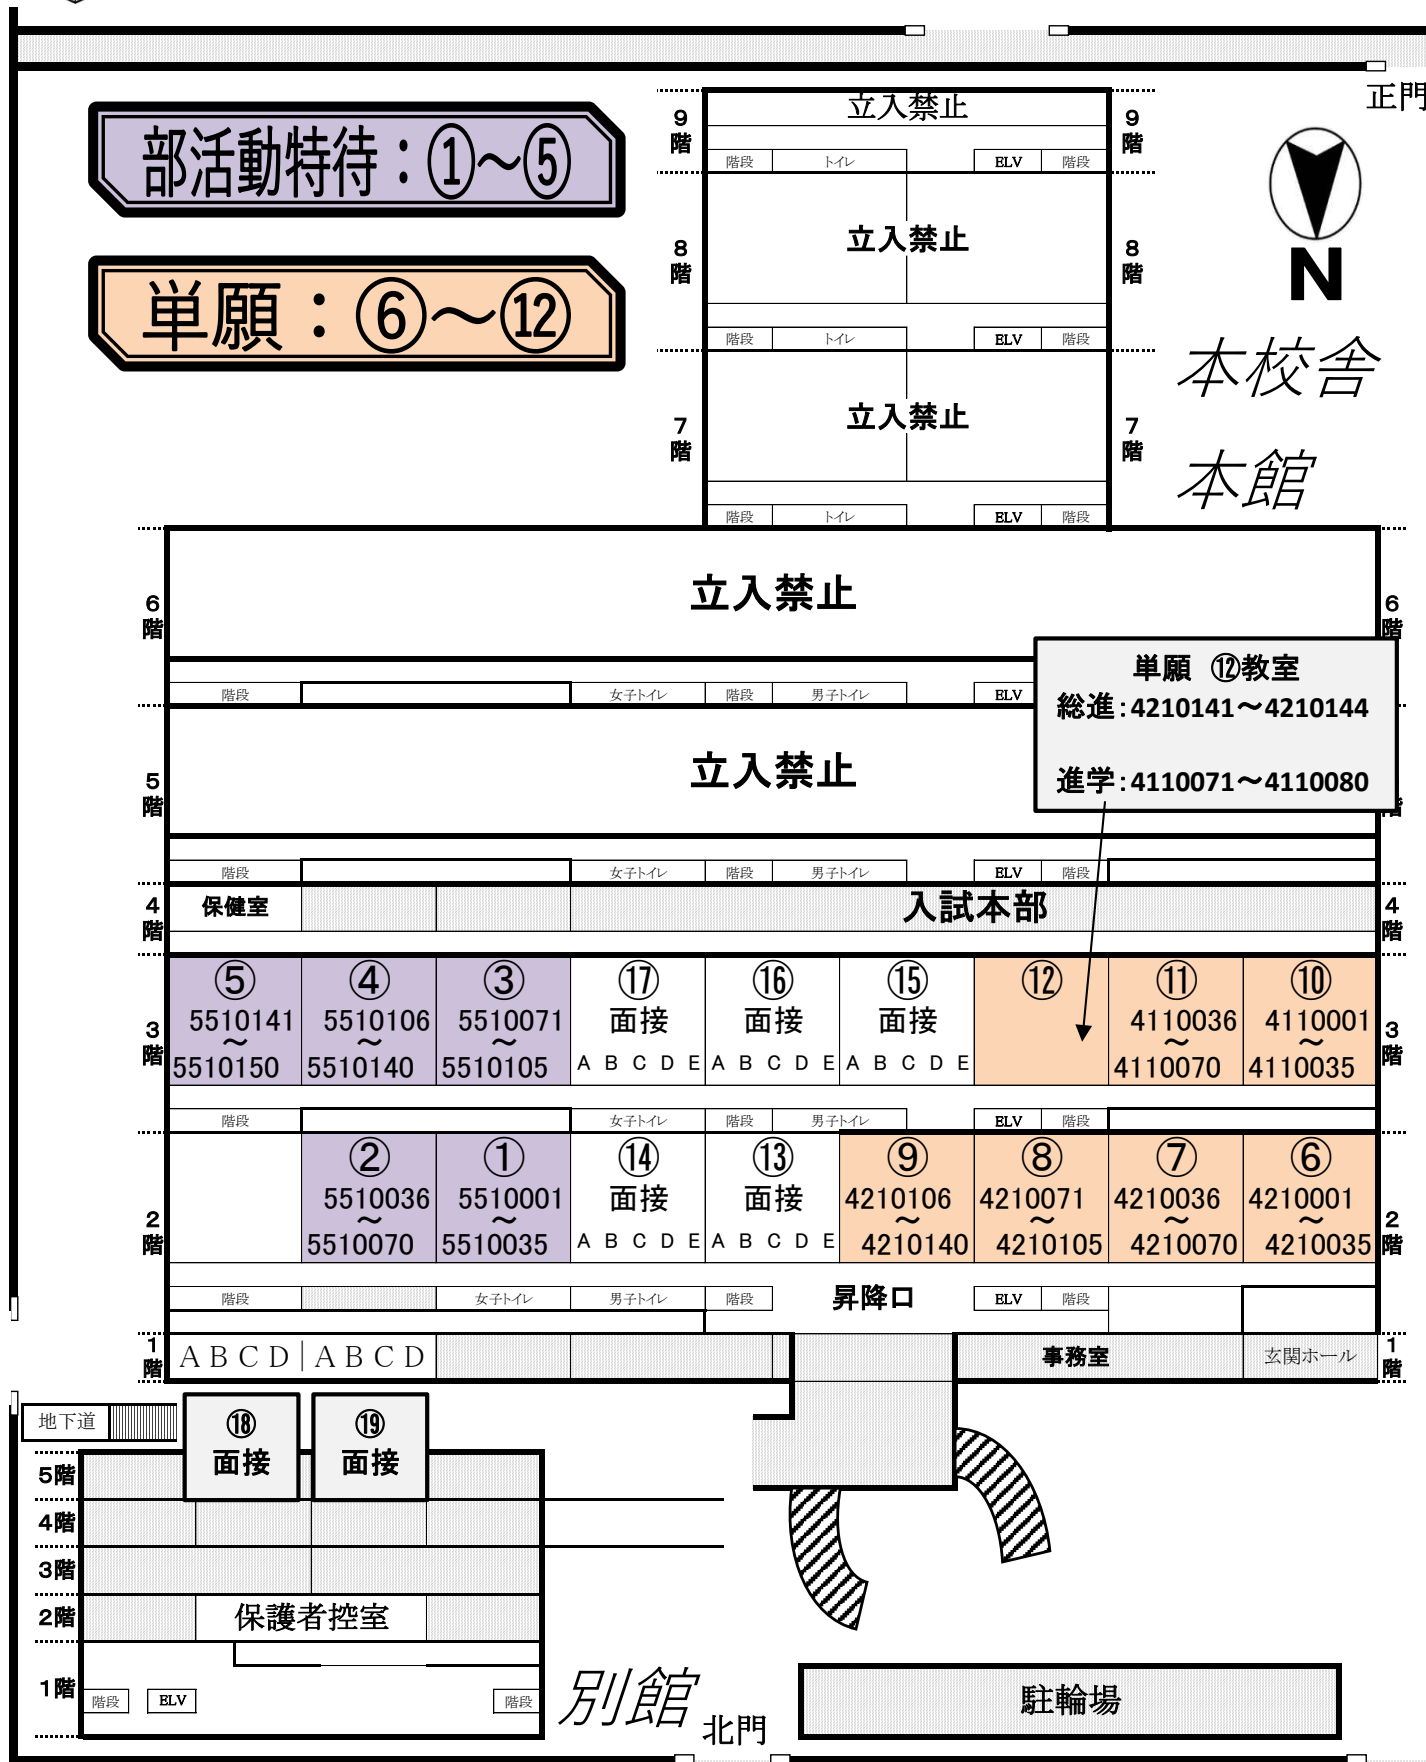 正門
部活動特待：①～⑤
単願：⑥～⑫
N
本校舎
本館
9階 立入禁止 9階
階段 トイレ ELV 階段
8階 立入禁止 8階
階段 トイレ ELV 階段
7階 立入禁止 7階
階段 トイレ ELV 階段
6階 立入禁止 6階
階段 女子トイレ 階段 男子トイレ ELV
単願 ⑫教室
総進：4210141～4210144
進学：4110071～4110080
5階 立入禁止 階
階段 女子トイレ 階段 男子トイレ ELV 階段
4階 保健室 入試本部 4階
3階 3階
⑤ ④ ③ ⑰ ⑯ ⑮ ⑫ ⑪ ⑩
5510141 5510106 5510071 面接 面接 面接 4110036 4110001
～ ～ ～ ～ ～
5510150 5510140 5510105 A B C D E A B C D E A B C D E 4110070 4110035
階段 女子トイレ 階段 男子トイレ ELV 階段
2階 2階
② ① ⑭ ⑬ ⑨ ⑧ ⑦ ⑥
5510036 5510001 面接 面接 4210106 4210071 4210036 4210001
～ ～ ～ ～ ～ ～
5510070 5510035 A B C D E A B C D E 4210140 4210105 4210070 4210035
階段 女子トイレ 男子トイレ 階段 昇降口 ELV 階段
1階 A B C D | A B C D 事務室 玄関ホール 1階
地下道
⑱ ⑲
面接 面接
5階
4階
3階
2階 保護者控室
1階 階段 ELV 階段
別館
北門
駐輪場